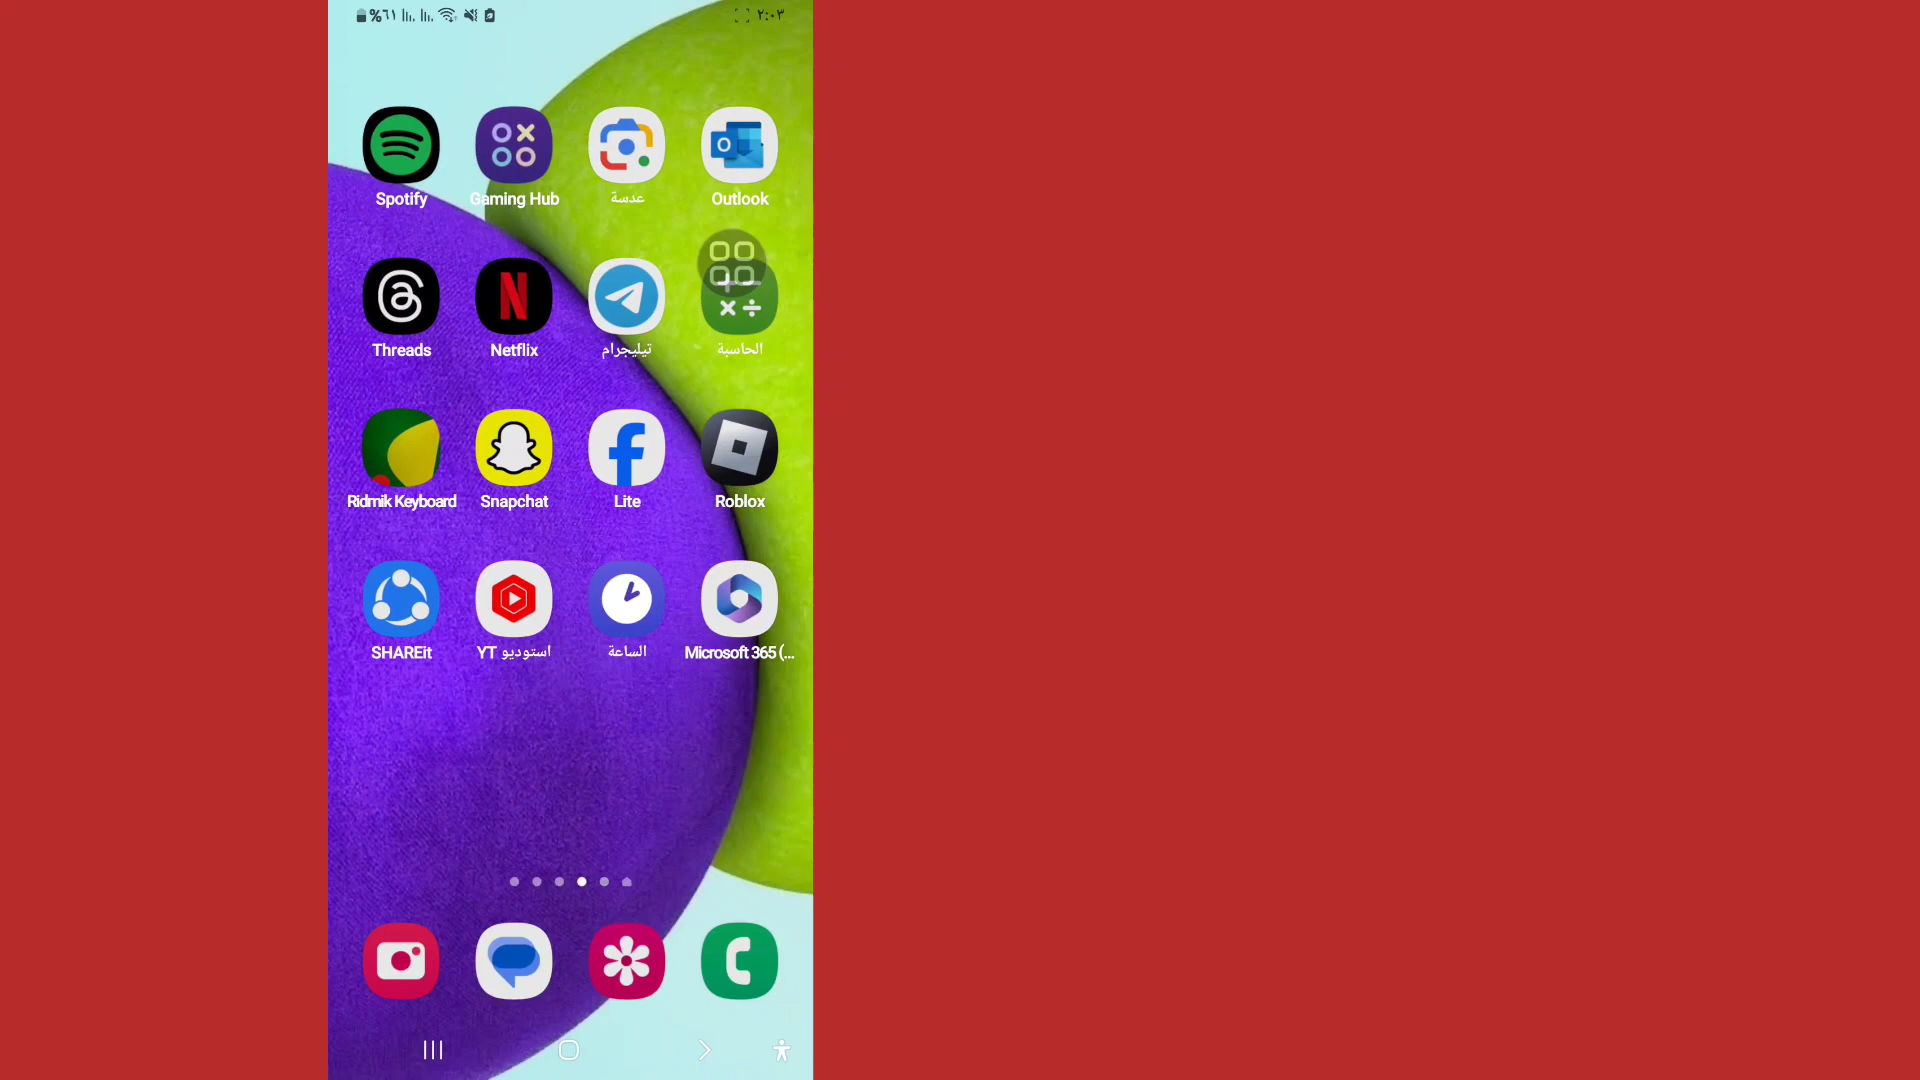 %٦١ ٢:٠٣
Spotify Gaming Hub عدسة Outlook
Threads Netflix تيليجرام الحاسبة
Ridmik Keyboard Snapchat Lite Roblox
SHAREit YT استوديو الساعة Microsoft 365 (...